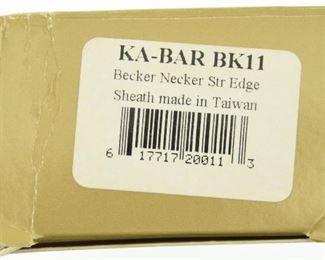 KA-BAR BK11
Becker Necker Str Edge
Sheath made in Taiwan
6 17717 20011 3